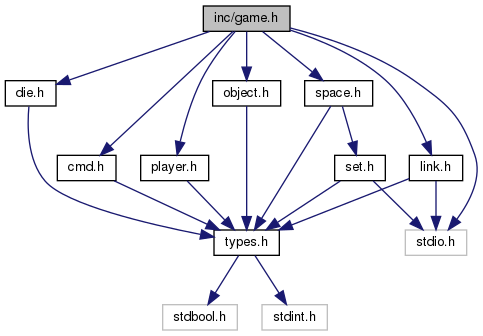 inc/game.h
die.h
object.h
space.h
cmd.h
player.h
set.h
link.h
types.h
stdio.h
stdbool.h
stdint.h